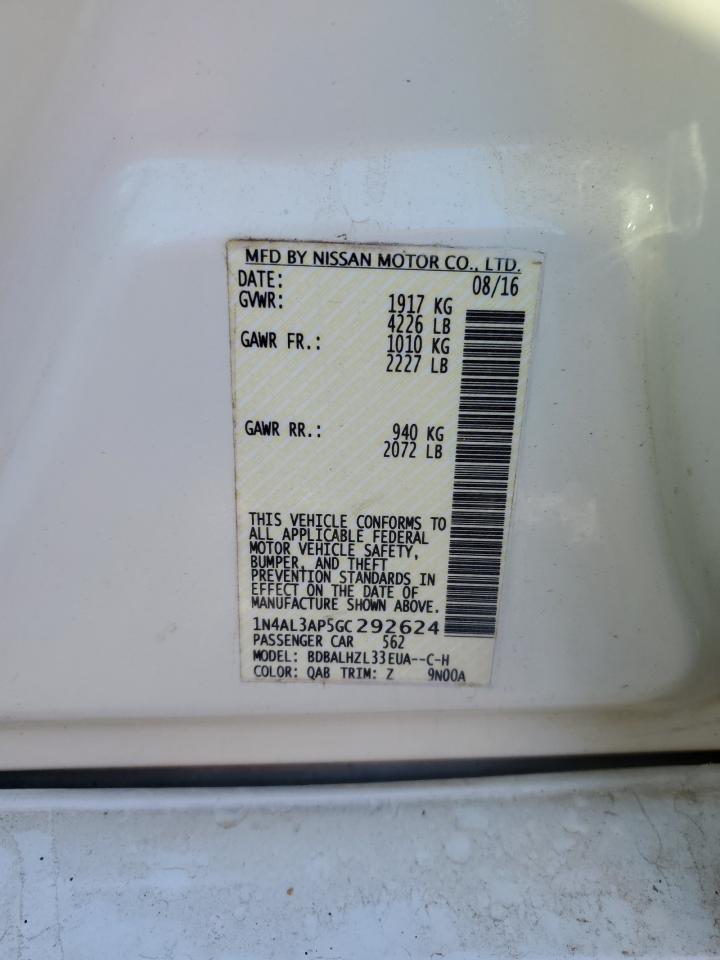 MFD BY NISSAN MOTOR CO., LTD.
DATE: 08/16
GVWR: 1917 KG
4226 LB
GAWR FR.: 1010 KG
2227 LB
GAWR RR.: 940 KG
2072 LB
THIS VEHICLE CONFORMS TO
ALL APPLICABLE FEDERAL
MOTOR VEHICLE SAFETY,
BUMPER, AND THEFT
PREVENTION STANDARDS IN
EFFECT ON THE DATE OF
MANUFACTURE SHOWN ABOVE.
1N4AL3AP5GC292624
PASSENGER CAR 562
MODEL: BDBALHZL33EUA--C-H
COLOR: QAB TRIM: Z 9N00A